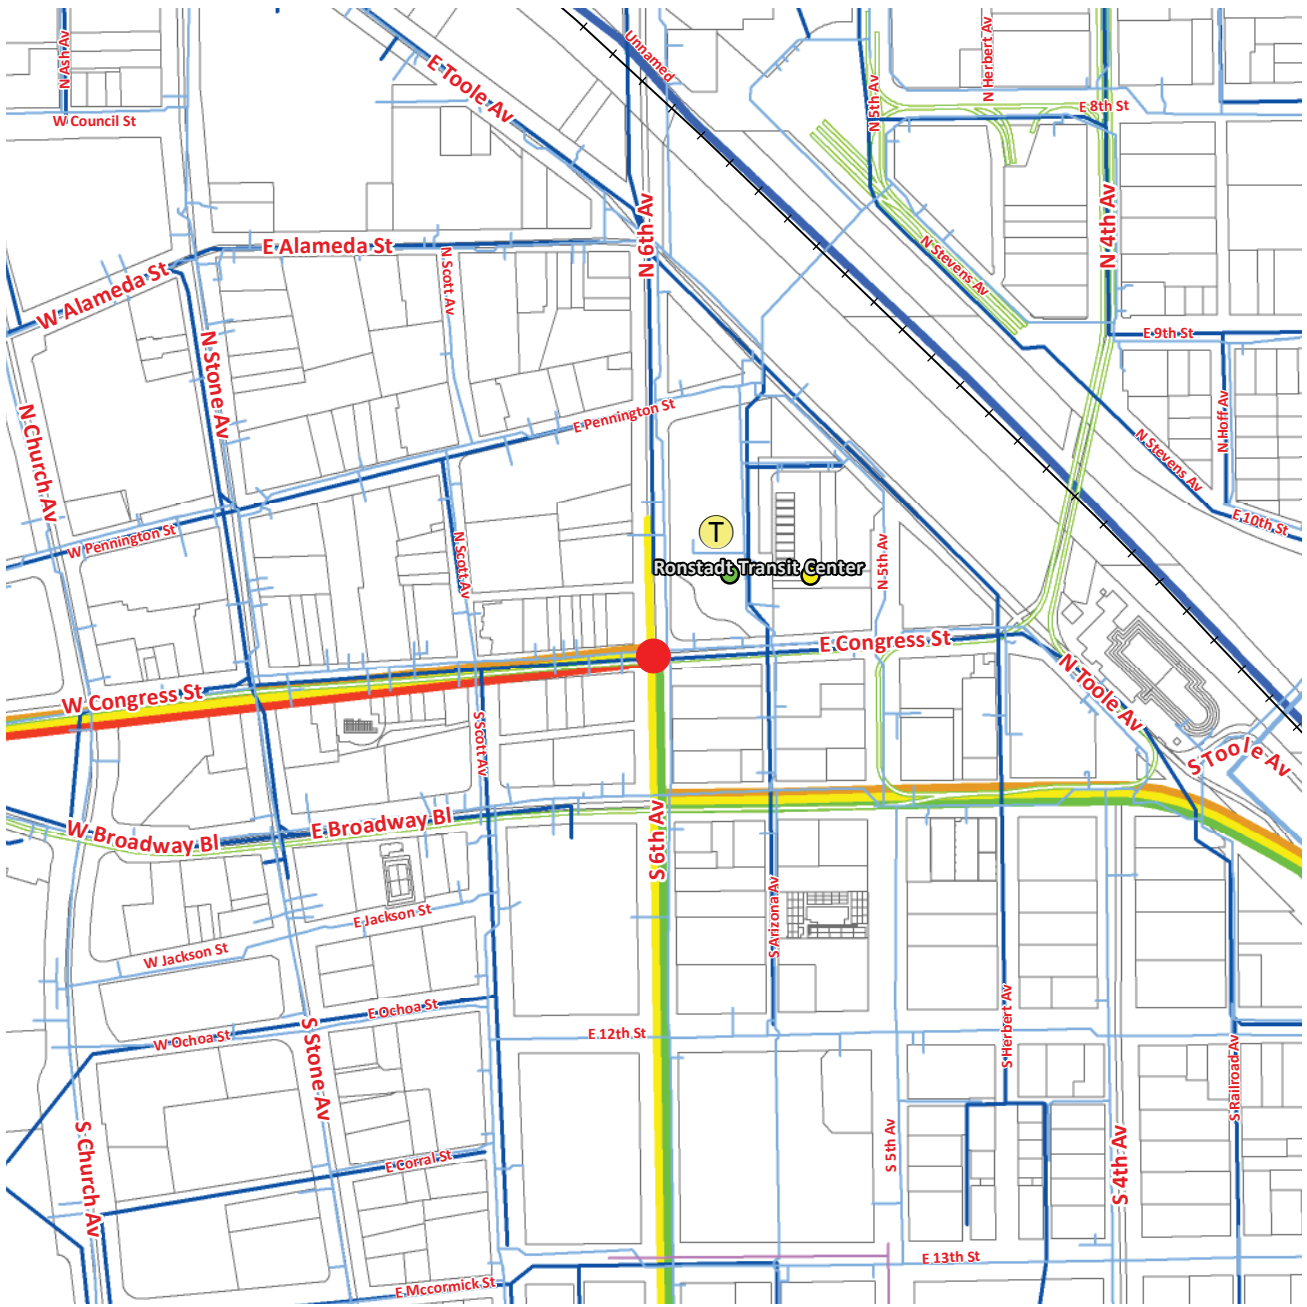 N Ash Av
W Council St
E Toole Av
Unnamed
N 5th Av
N Herbert Av
E 8th St
N 6th Av
N 4th Av
E Alameda St
W Alameda St
N Scott Av
N Stevens Av
E 9th St
N Stone Av
N Church Av
E Pennington St
N Hoff Av
N Stevens Av
E 10th St
W Pennington St
N Scott Av
T
Ronstadt Transit Center
N 5th Av
E Congress St
W Congress St
N Toole Av
S Toole Av
S Scott Av
W Broadway Bl
E Broadway Bl
S 6th Av
S Arizona Av
E Jackson St
W Jackson St
E Ochoa St
W Ochoa St
E 12th St
S Herbert Av
S Railroad Av
S Stone Av
S Church Av
E Corral St
S 5th Av
S 4th Av
E 13th St
E Mccormick St